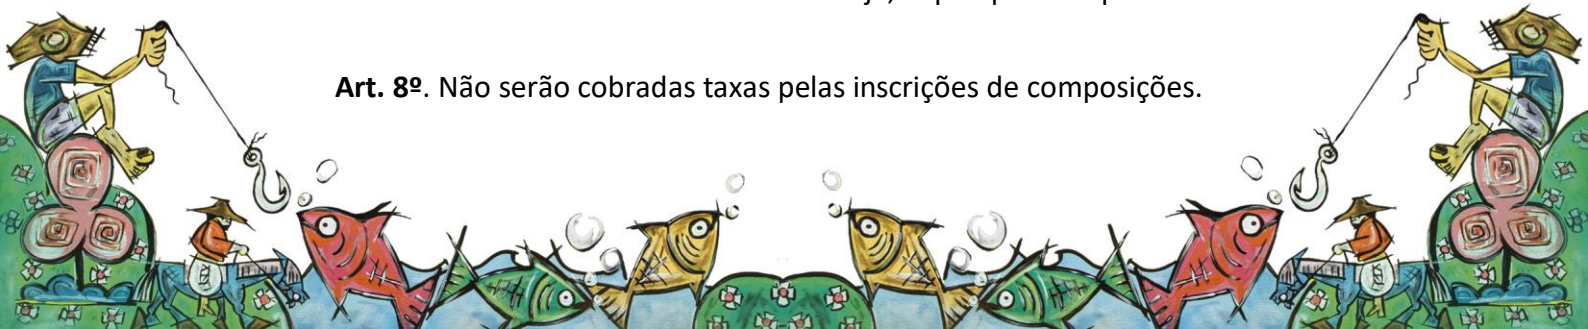 Art. 8º. Não serão cobradas taxas pelas inscrições de composições.